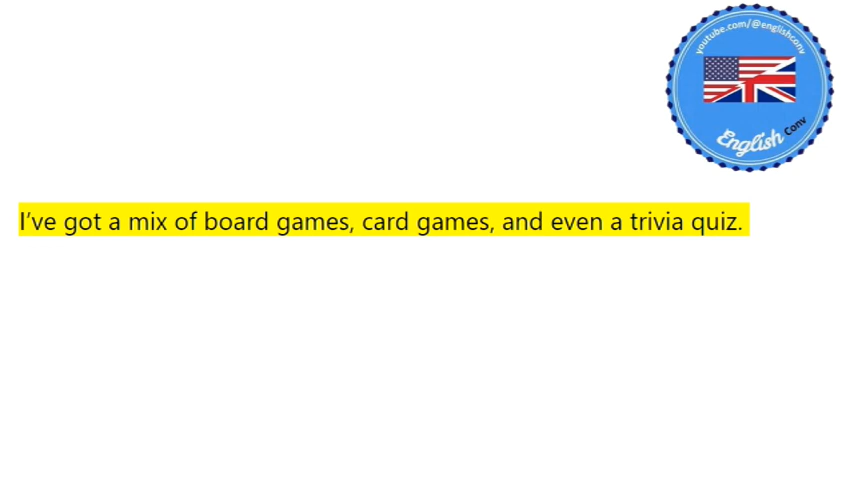 youtube.com/@englishconv
English Conv
I've got a mix of board games, card games, and even a trivia quiz.